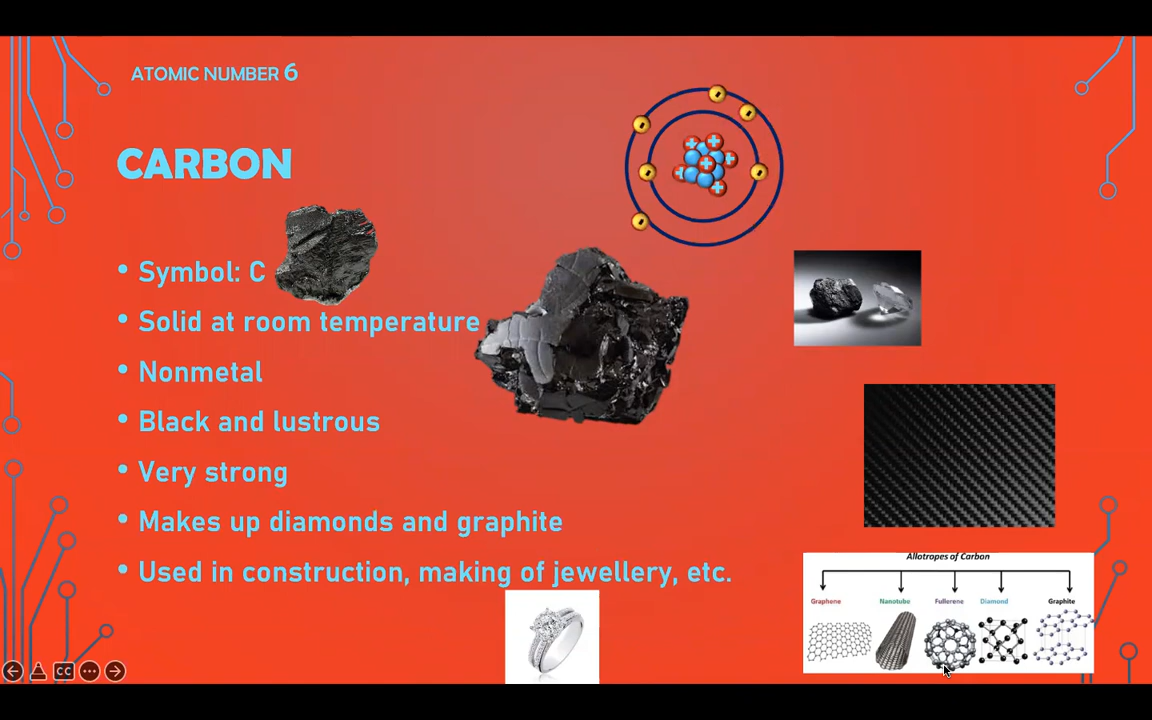 ATOMIC NUMBER 6
CARBON
• Symbol: C
• Solid at room temperature
• Nonmetal
• Black and lustrous
• Very strong
• Makes up diamonds and graphite
• Used in construction, making of jewellery, etc.
Allotropes of Carbon
Graphene Nanotube Fullerene Diamond Graphite
CC